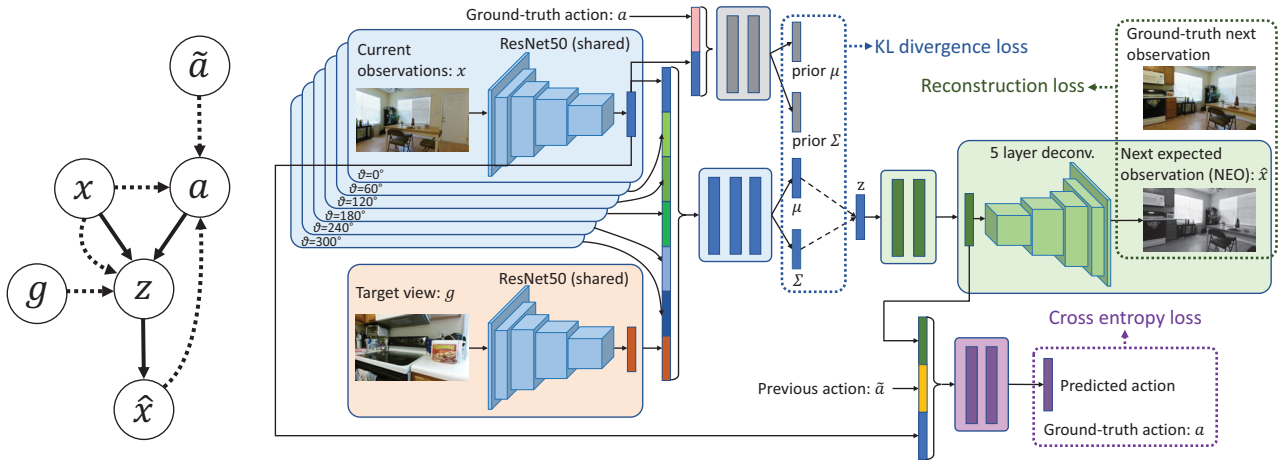 ã
x
a
g
z
x̂
Ground-truth action: a
Current
observations: x
ResNet50 (shared)
ϑ=0°
ϑ=60°
ϑ=120°
ϑ=180°
ϑ=240°
ϑ=300°
Target view: g
ResNet50 (shared)
prior μ
prior Σ
μ
Σ
KL divergence loss
z
Reconstruction loss
Ground-truth next
observation
5 layer deconv.
Next expected
observation (NEO): x̂
Cross entropy loss
Previous action: ã
Predicted action
Ground-truth action: a